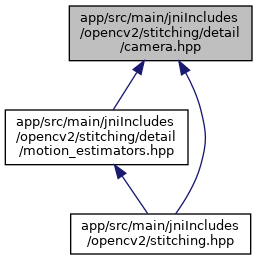 app/src/main/jniIncludes
/opencv2/stitching/detail
/camera.hpp
app/src/main/jniIncludes
/opencv2/stitching/detail
/motion_estimators.hpp
app/src/main/jniIncludes
/opencv2/stitching.hpp